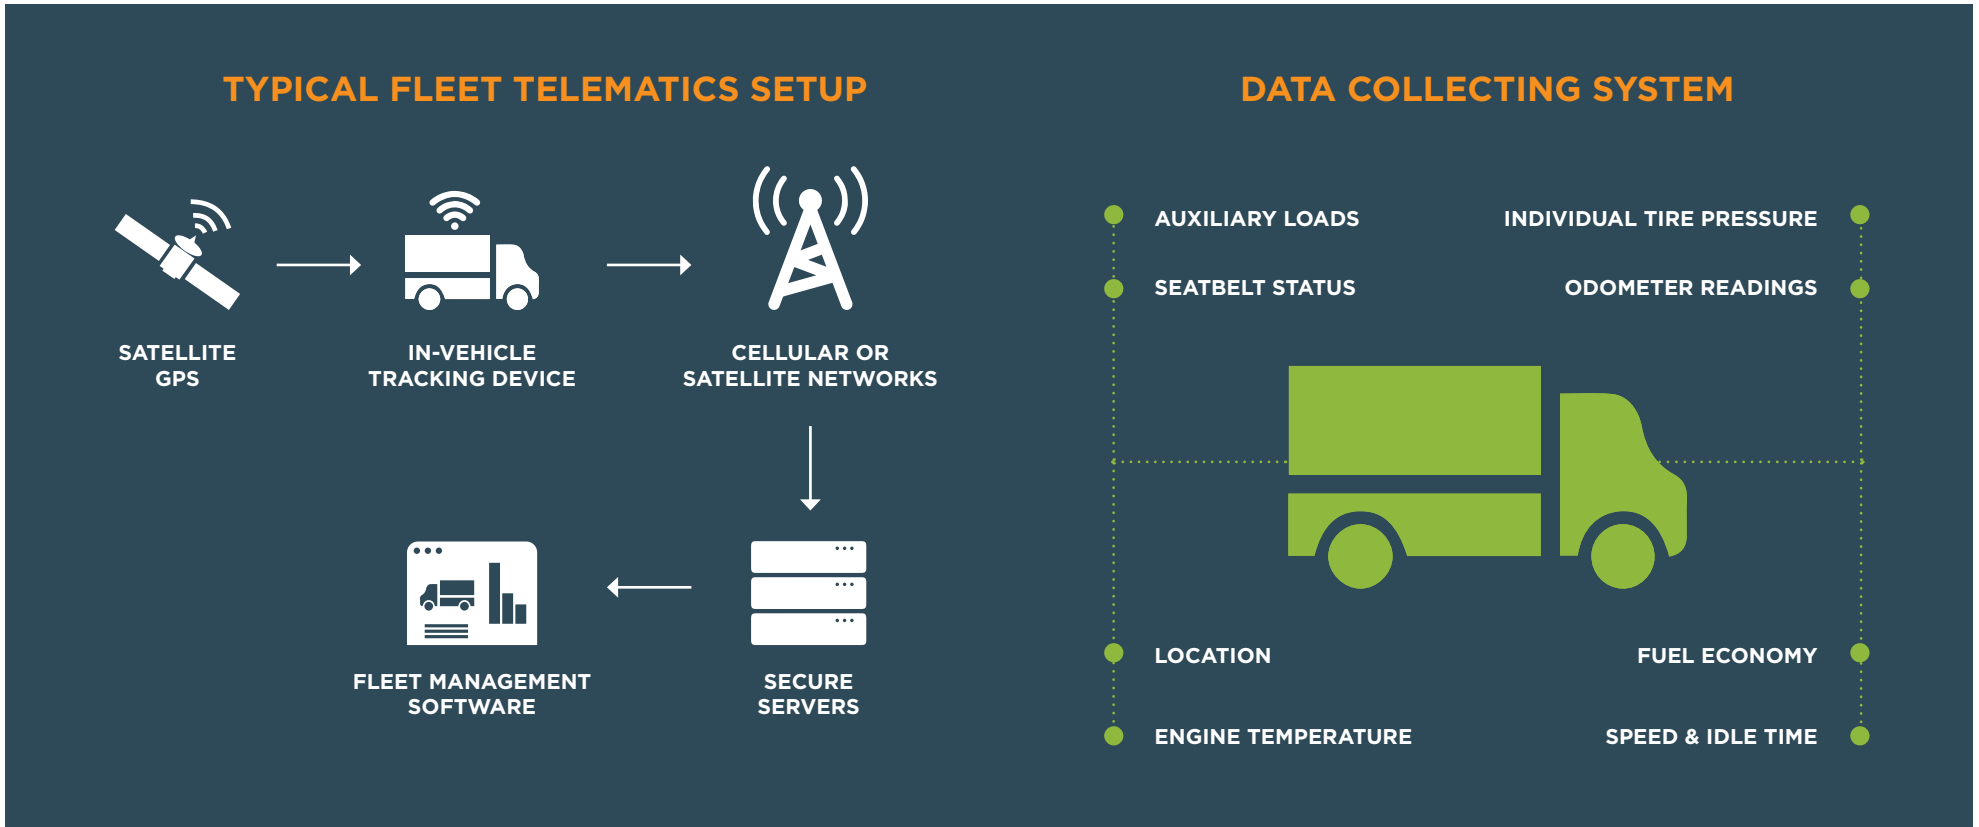 TYPICAL FLEET TELEMATICS SETUP
SATELLITE
GPS
IN-VEHICLE
TRACKING DEVICE
CELLULAR OR
SATELLITE NETWORKS
FLEET MANAGEMENT
SOFTWARE
SECURE
SERVERS
DATA COLLECTING SYSTEM
AUXILIARY LOADS
INDIVIDUAL TIRE PRESSURE
SEATBELT STATUS
ODOMETER READINGS
LOCATION
FUEL ECONOMY
ENGINE TEMPERATURE
SPEED & IDLE TIME